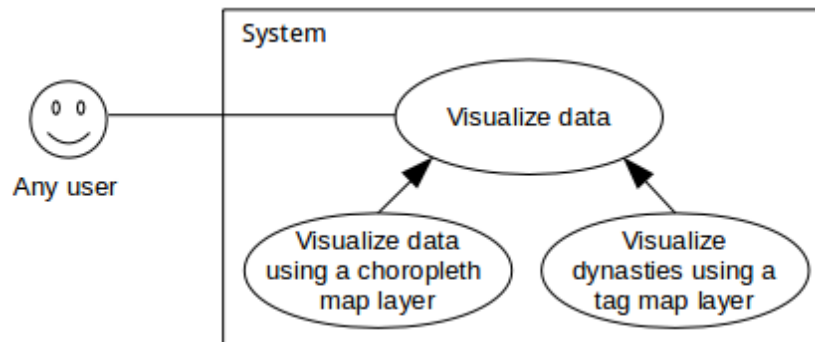 System
Visualize data
Any user
Visualize data
using a choropleth
map layer
Visualize
dynasties using a
tag map layer